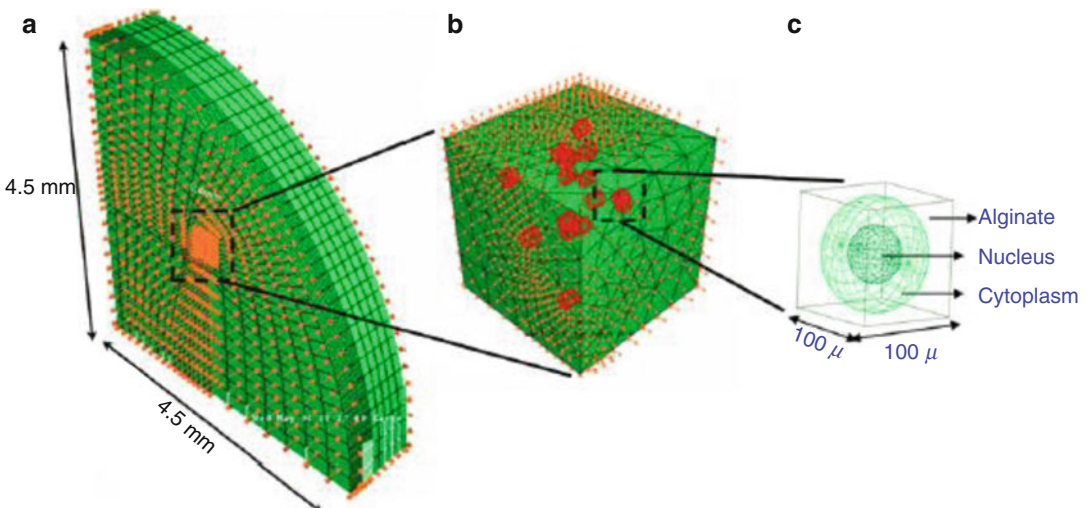 a
b
c
4.5 mm
4.5 mm
Alginate
Nucleus
Cytoplasm
100 μ
100 μ